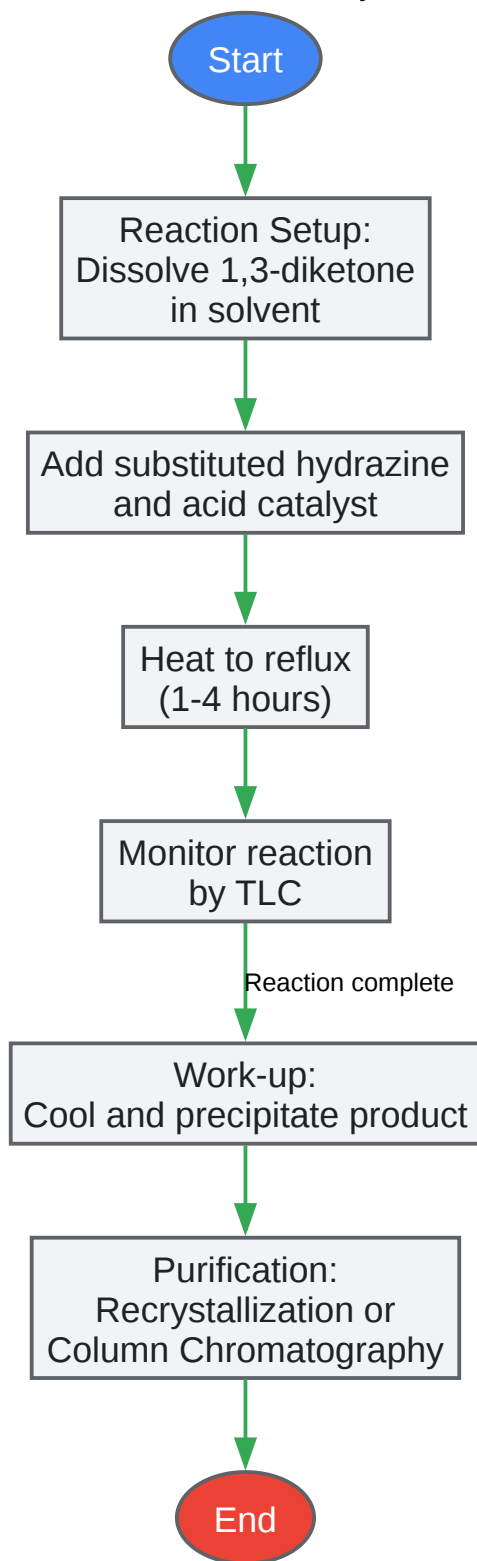 Start
Reaction Setup:
Dissolve 1,3-diketone
in solvent
Add substituted hydrazine
and acid catalyst
Heat to reflux
(1-4 hours)
Monitor reaction
by TLC
Reaction complete
Work-up:
Cool and precipitate product
Purification:
Recrystallization or
Column Chromatography
End